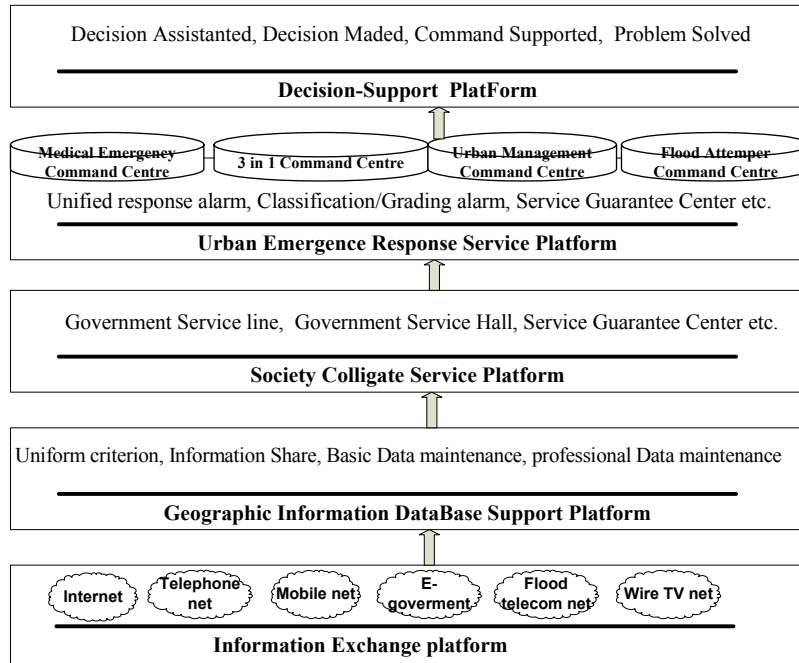 Decision Assistanted, Decision Maded, Command Supported, Problem Solved
Decision-Support PlatForm
Medical Emergency
Command Centre
3 in 1 Command Centre
Urban Management
Command Centre
Flood Attemper
Command Centre
Unified response alarm, Classification/Grading alarm, Service Guarantee Center etc.
Urban Emergence Response Service Platform
Government Service line, Government Service Hall, Service Guarantee Center etc.
Society Colligate Service Platform
Uniform criterion, Information Share, Basic Data maintenance, professional Data maintenance
Geographic Information DataBase Support Platform
Internet
Telephone
net
Mobile net
E-
goverment
Flood
telecom net
Wire TV net
Information Exchange platform